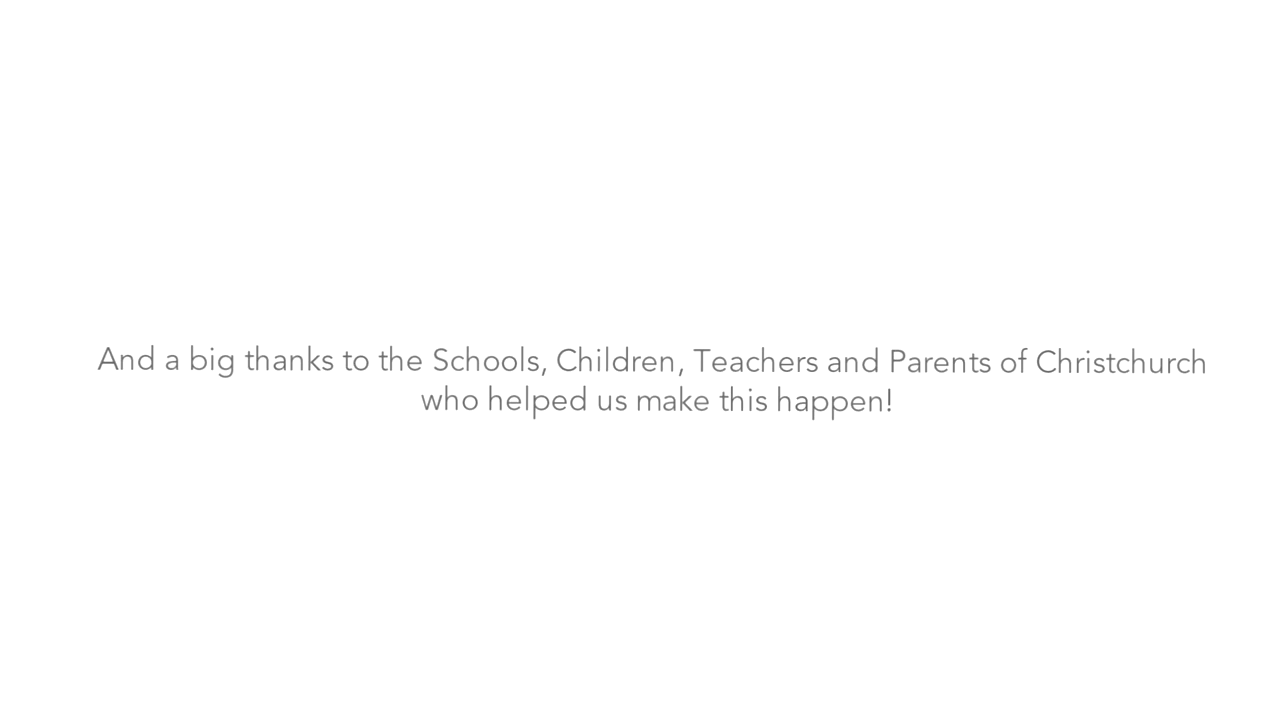 And a big thanks to the Schools, Children, Teachers and Parents of Christchurch
who helped us make this happen!